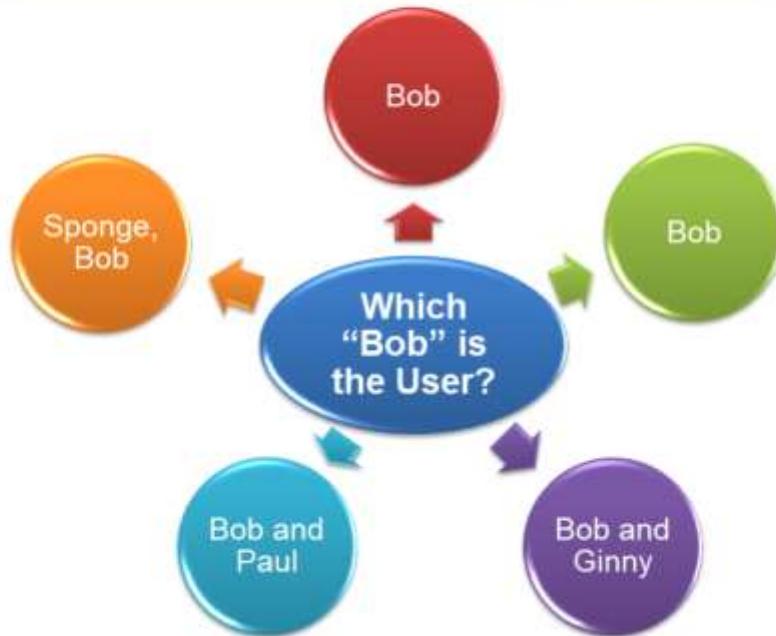 Bob
Sponge,
Bob
Bob
Which
“Bob” is
the User?
Bob and
Paul
Bob and
Ginny